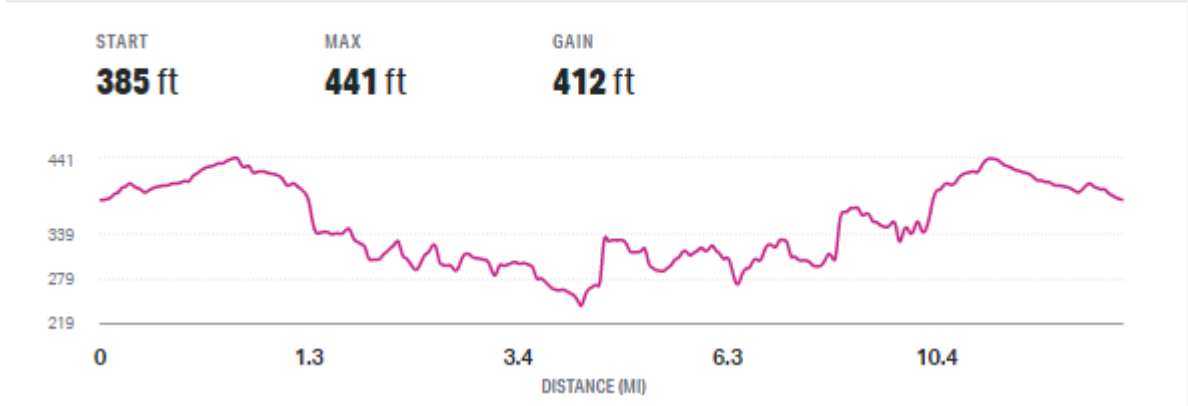 START MAX GAIN
385 ft 441 ft 412 ft
441
339
279
219
0 1.3 3.4 6.3 10.4
DISTANCE (MI)